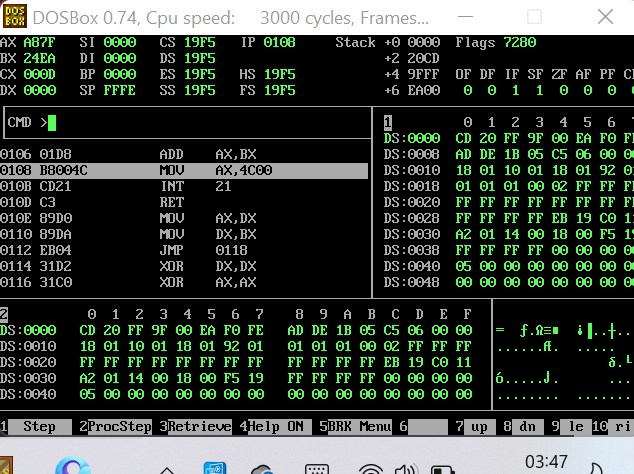 DOS BOX DOSBox 0.74, Cpu speed: 3000 cycles, Frames...
AX A87F SI 0000 CS 19F5 IP 0108 Stack +0 0000 Flags 7280
BX 24EA DI 0000 DS 19F5 +2 20CD
CX 000D BP 0000 ES 19F5 HS 19F5 +4 9FFF OF DF IF SF ZF AF PF C
DX 0000 SP FFFE SS 19F5 FS 19F5 +6 EA00 0 0 1 1 0 0 0 0
CMD >
1 0 1 2 3 4 5 6 7
DS:0000 CD 20 FF 9F 00 EA F0 F
0106 01D8 ADD AX,BX DS:0008 AD DE 1B 05 C5 06 00 0
0108 B8004C MOV AX,4C00 DS:0010 18 01 10 01 18 01 92 01
010B CD21 INT 21 DS:0018 01 01 01 00 02 FF FF F
010D C3 RET DS:0020 FF FF FF FF FF FF FF F
010E 89D0 MOV AX,DX DS:0028 FF FF FF FF EB 19 C0 11
0110 89DA MOV DX,BX DS:0030 A2 01 14 00 18 00 F5 19
0112 EB04 JMP 0118 DS:0038 FF FF FF FF 00 00 00 0
0114 31D2 XOR DX,DX DS:0040 05 00 00 00 00 00 00 0
0116 31C0 XOR AX,AX DS:0048 00 00 00 00 00 00 00 0
2 0 1 2 3 4 5 6 7 8 9 A B C D E F
DS:0000 CD 20 FF 9F 00 EA F0 FE AD DE 1B 05 C5 06 00 00
DS:0010 18 01 10 01 18 01 92 01 01 01 01 00 02 FF FF FF
DS:0020 FF FF FF FF FF FF FF FF FF FF FF FF EB 19 C0 11
DS:0030 A2 01 14 00 18 00 F5 19 FF FF FF FF 00 00 00 00
DS:0040 05 00 00 00 00 00 00 00 00 00 00 00 00 00 00 00
1 Step 2ProcStep 3Retrieve 4Help ON 5BRK Menu 6 7 up 8 dn 9 le 10 ri
03:47